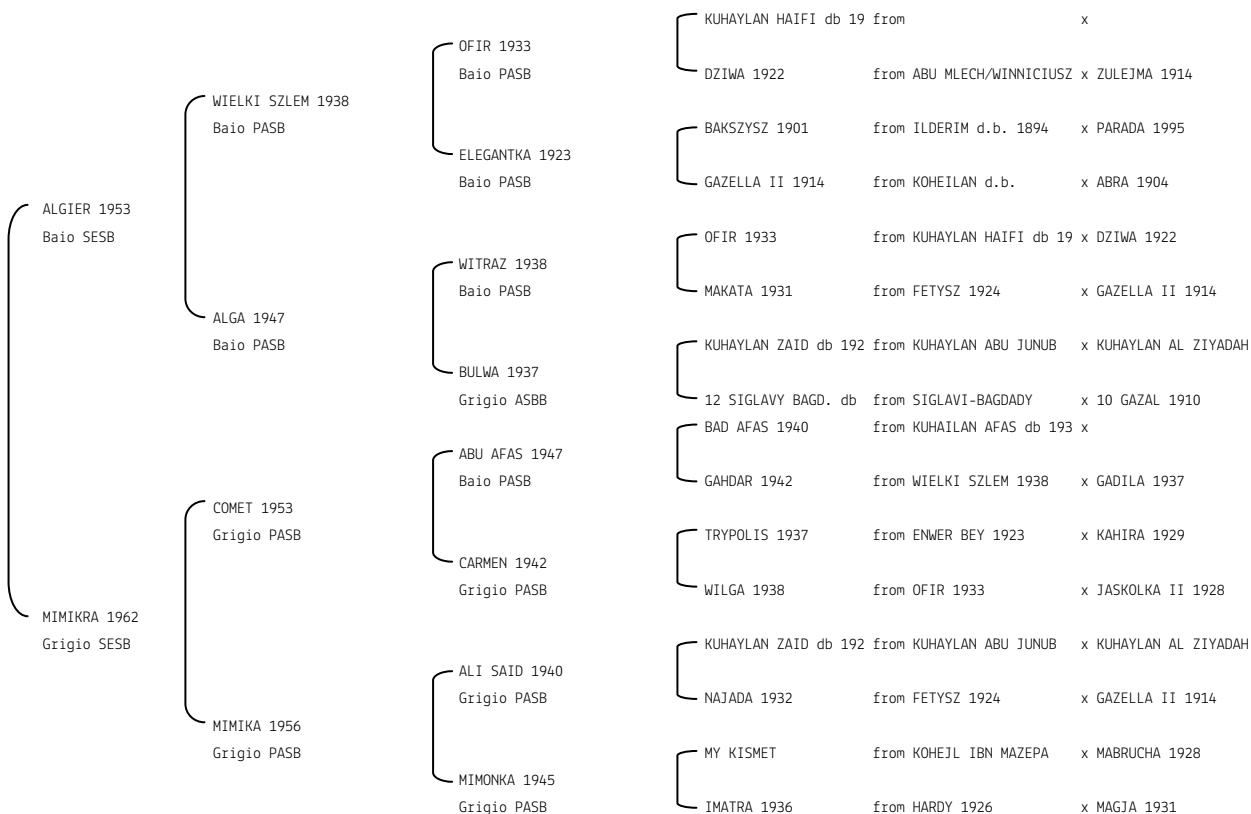 KUHAYLAN HAIFI db 19 from x
OFIR 1933
Baio PASB
DZIWA 1922 from ABU MLECH/WINNICIUSZ x ZULEJMA 1914
WIELKI SZLEM 1938
Baio PASB
BAKSZYSZ 1901 from ILDERIM d.b. 1894 x PARADA 1995
ELEGANTKA 1923
Baio PASB
GAZELLA II 1914 from KOHEILAN d.b. x ABRA 1904
ALGIER 1953
Baio SESB
OFIR 1933 from KUHAYLAN HAIFI db 19 x DZIWA 1922
WITRAZ 1938
Baio PASB
MAKATA 1931 from FETYSZ 1924 x GAZELLA II 1914
ALGA 1947
Baio PASB
KUHAYLAN ZAID db 192 from KUHAYLAN ABU JUNUB x KUHAYLAN AL ZIYADAH
BULWA 1937
Grigio ASBB
12 SIGLAVY BAGD. db from SIGLAVI-BAGDADY x 10 GAZAL 1910
BAD AFAS 1940 from KUHAILAN AFAS db 193 x
ABU AFAS 1947
Baio PASB
GAHDAR 1942 from WIELKI SZLEM 1938 x GADILA 1937
COMET 1953
Grigio PASB
TRYPOLIS 1937 from ENWER BEY 1923 x KAHIRA 1929
CARMEN 1942
Grigio PASB
WILGA 1938 from OFIR 1933 x JASKOLKA II 1928
MIMIKRA 1962
Grigio SESB
KUHAYLAN ZAID db 192 from KUHAYLAN ABU JUNUB x KUHAYLAN AL ZIYADAH
ALI SAID 1940
Grigio PASB
NAJADA 1932 from FETYSZ 1924 x GAZELLA II 1914
MIMIKA 1956
Grigio PASB
MY KISMET from KOHEJL IBN MAZEPA x MABRUCHA 1928
MIMONKA 1945
Grigio PASB
IMATRA 1936 from HARDY 1926 x MAGJA 1931